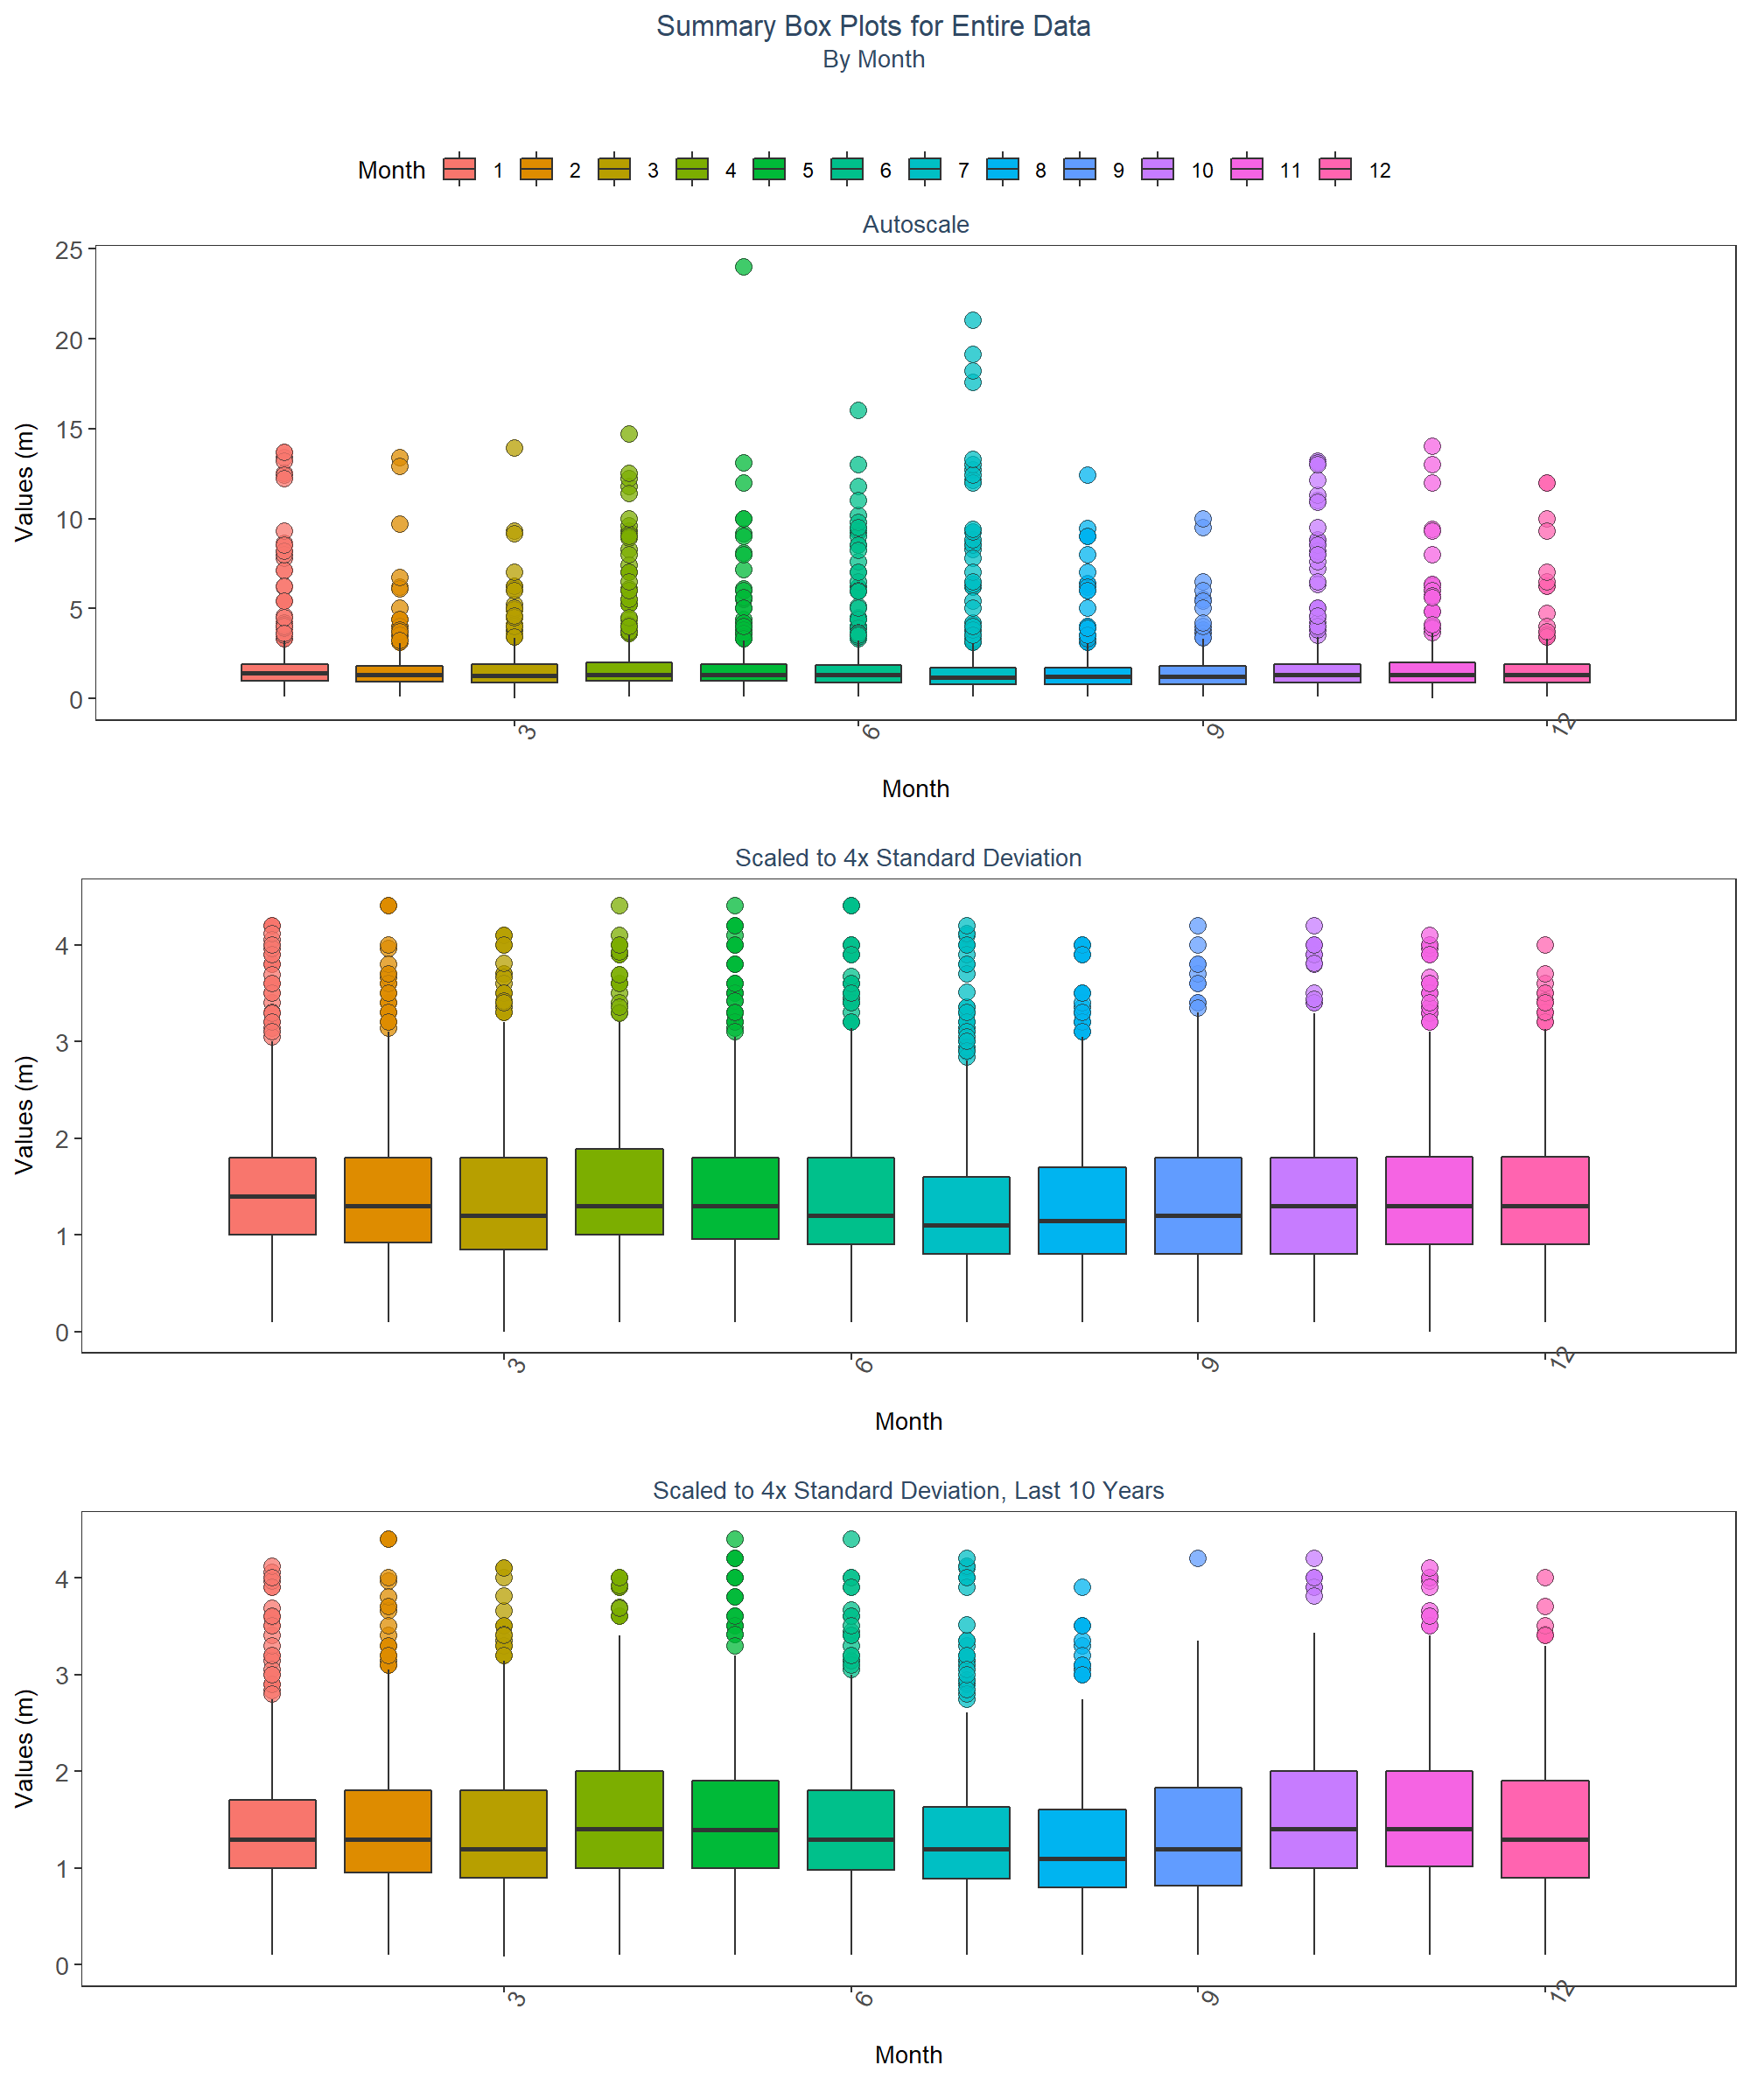 Summary Box Plots for Entire Data
By Month
Month 1 2 3 4 5 6 7 8 9 10 11 12
Autoscale
Values (m)
25
20
15
10
5
0
3 6 9 12
Month
Scaled to 4x Standard Deviation
Values (m)
4
3
2
1
0
3 6 9 12
Month
Scaled to 4x Standard Deviation, Last 10 Years
Values (m)
4
3
2
1
0
3 6 9 12
Month